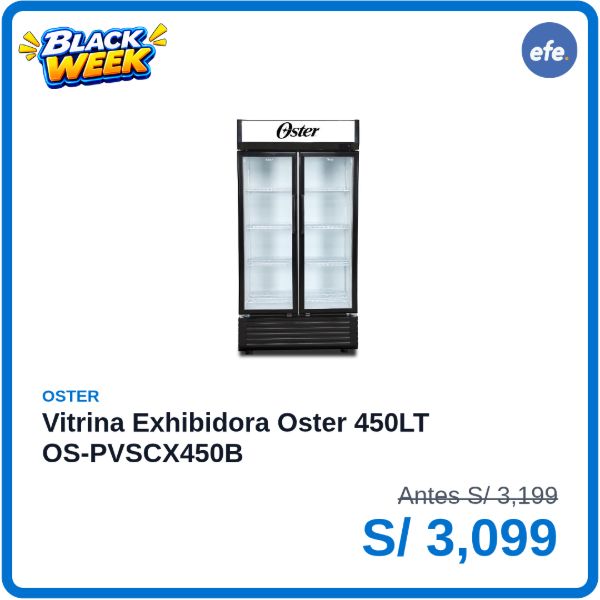 BLACK
WEEK
efe.
Oster
OSTER
Vitrina Exhibidora Oster 450LT
OS-PVSCX450B
Antes S/ 3,199
S/ 3,099